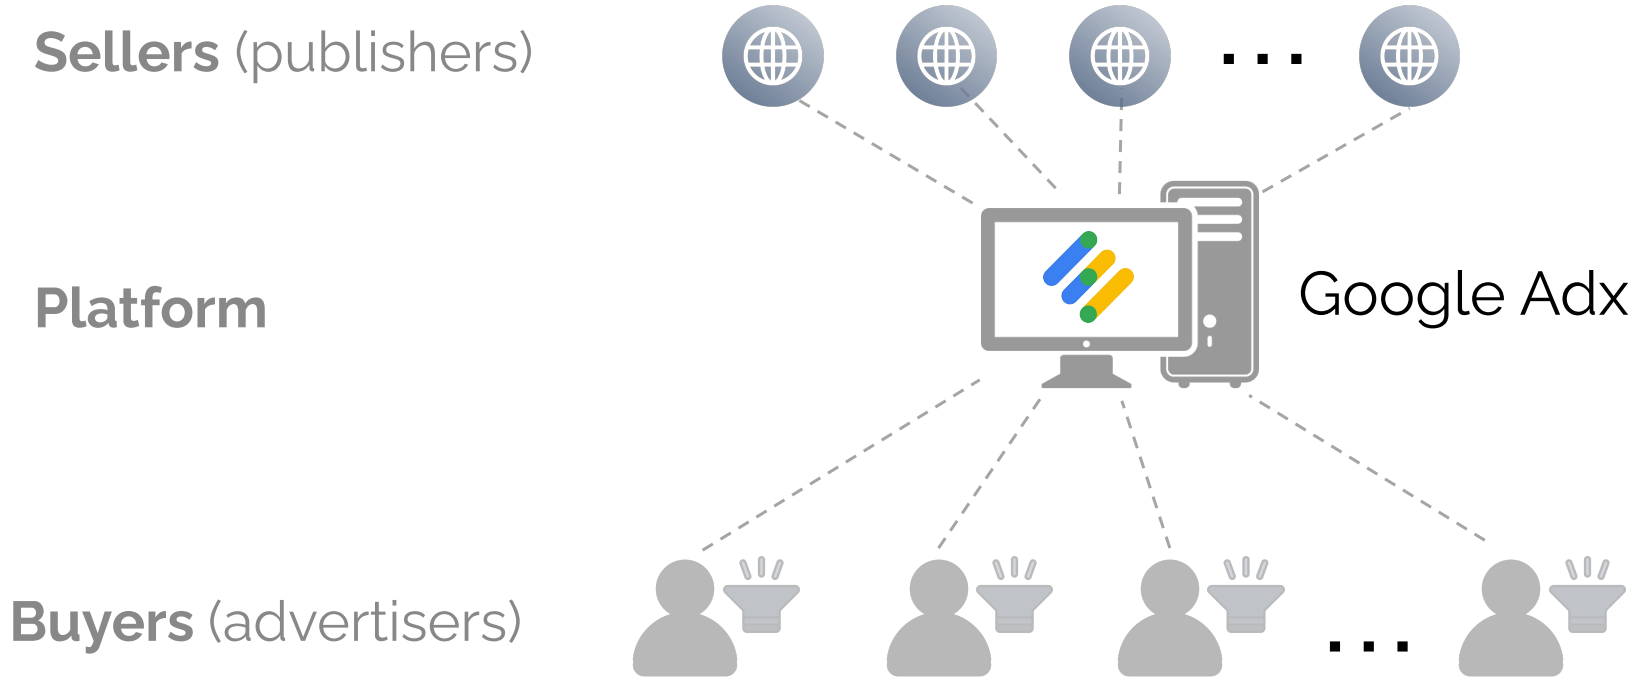 Sellers (publishers)
...
Platform
Google Adx
Buyers (advertisers)
...